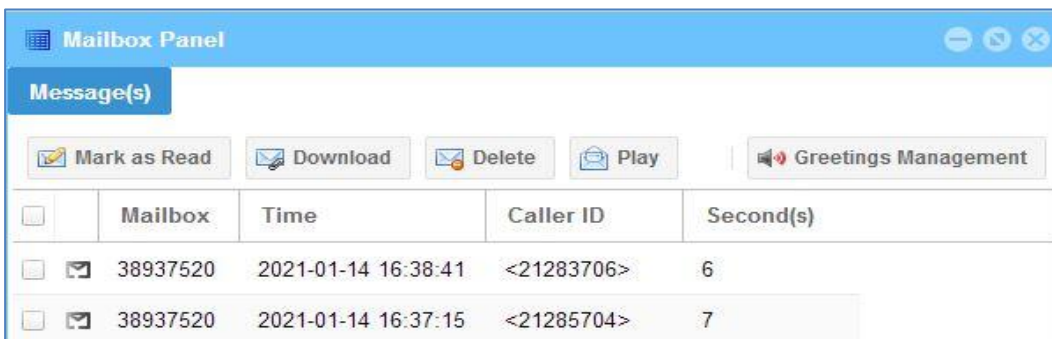 Mailbox Panel
Message(s)
Mark as Read Download Delete Play Greetings Management
Mailbox Time Caller ID Second(s)
38937520 2021-01-14 16:38:41 <21283706> 6
38937520 2021-01-14 16:37:15 <21285704> 7